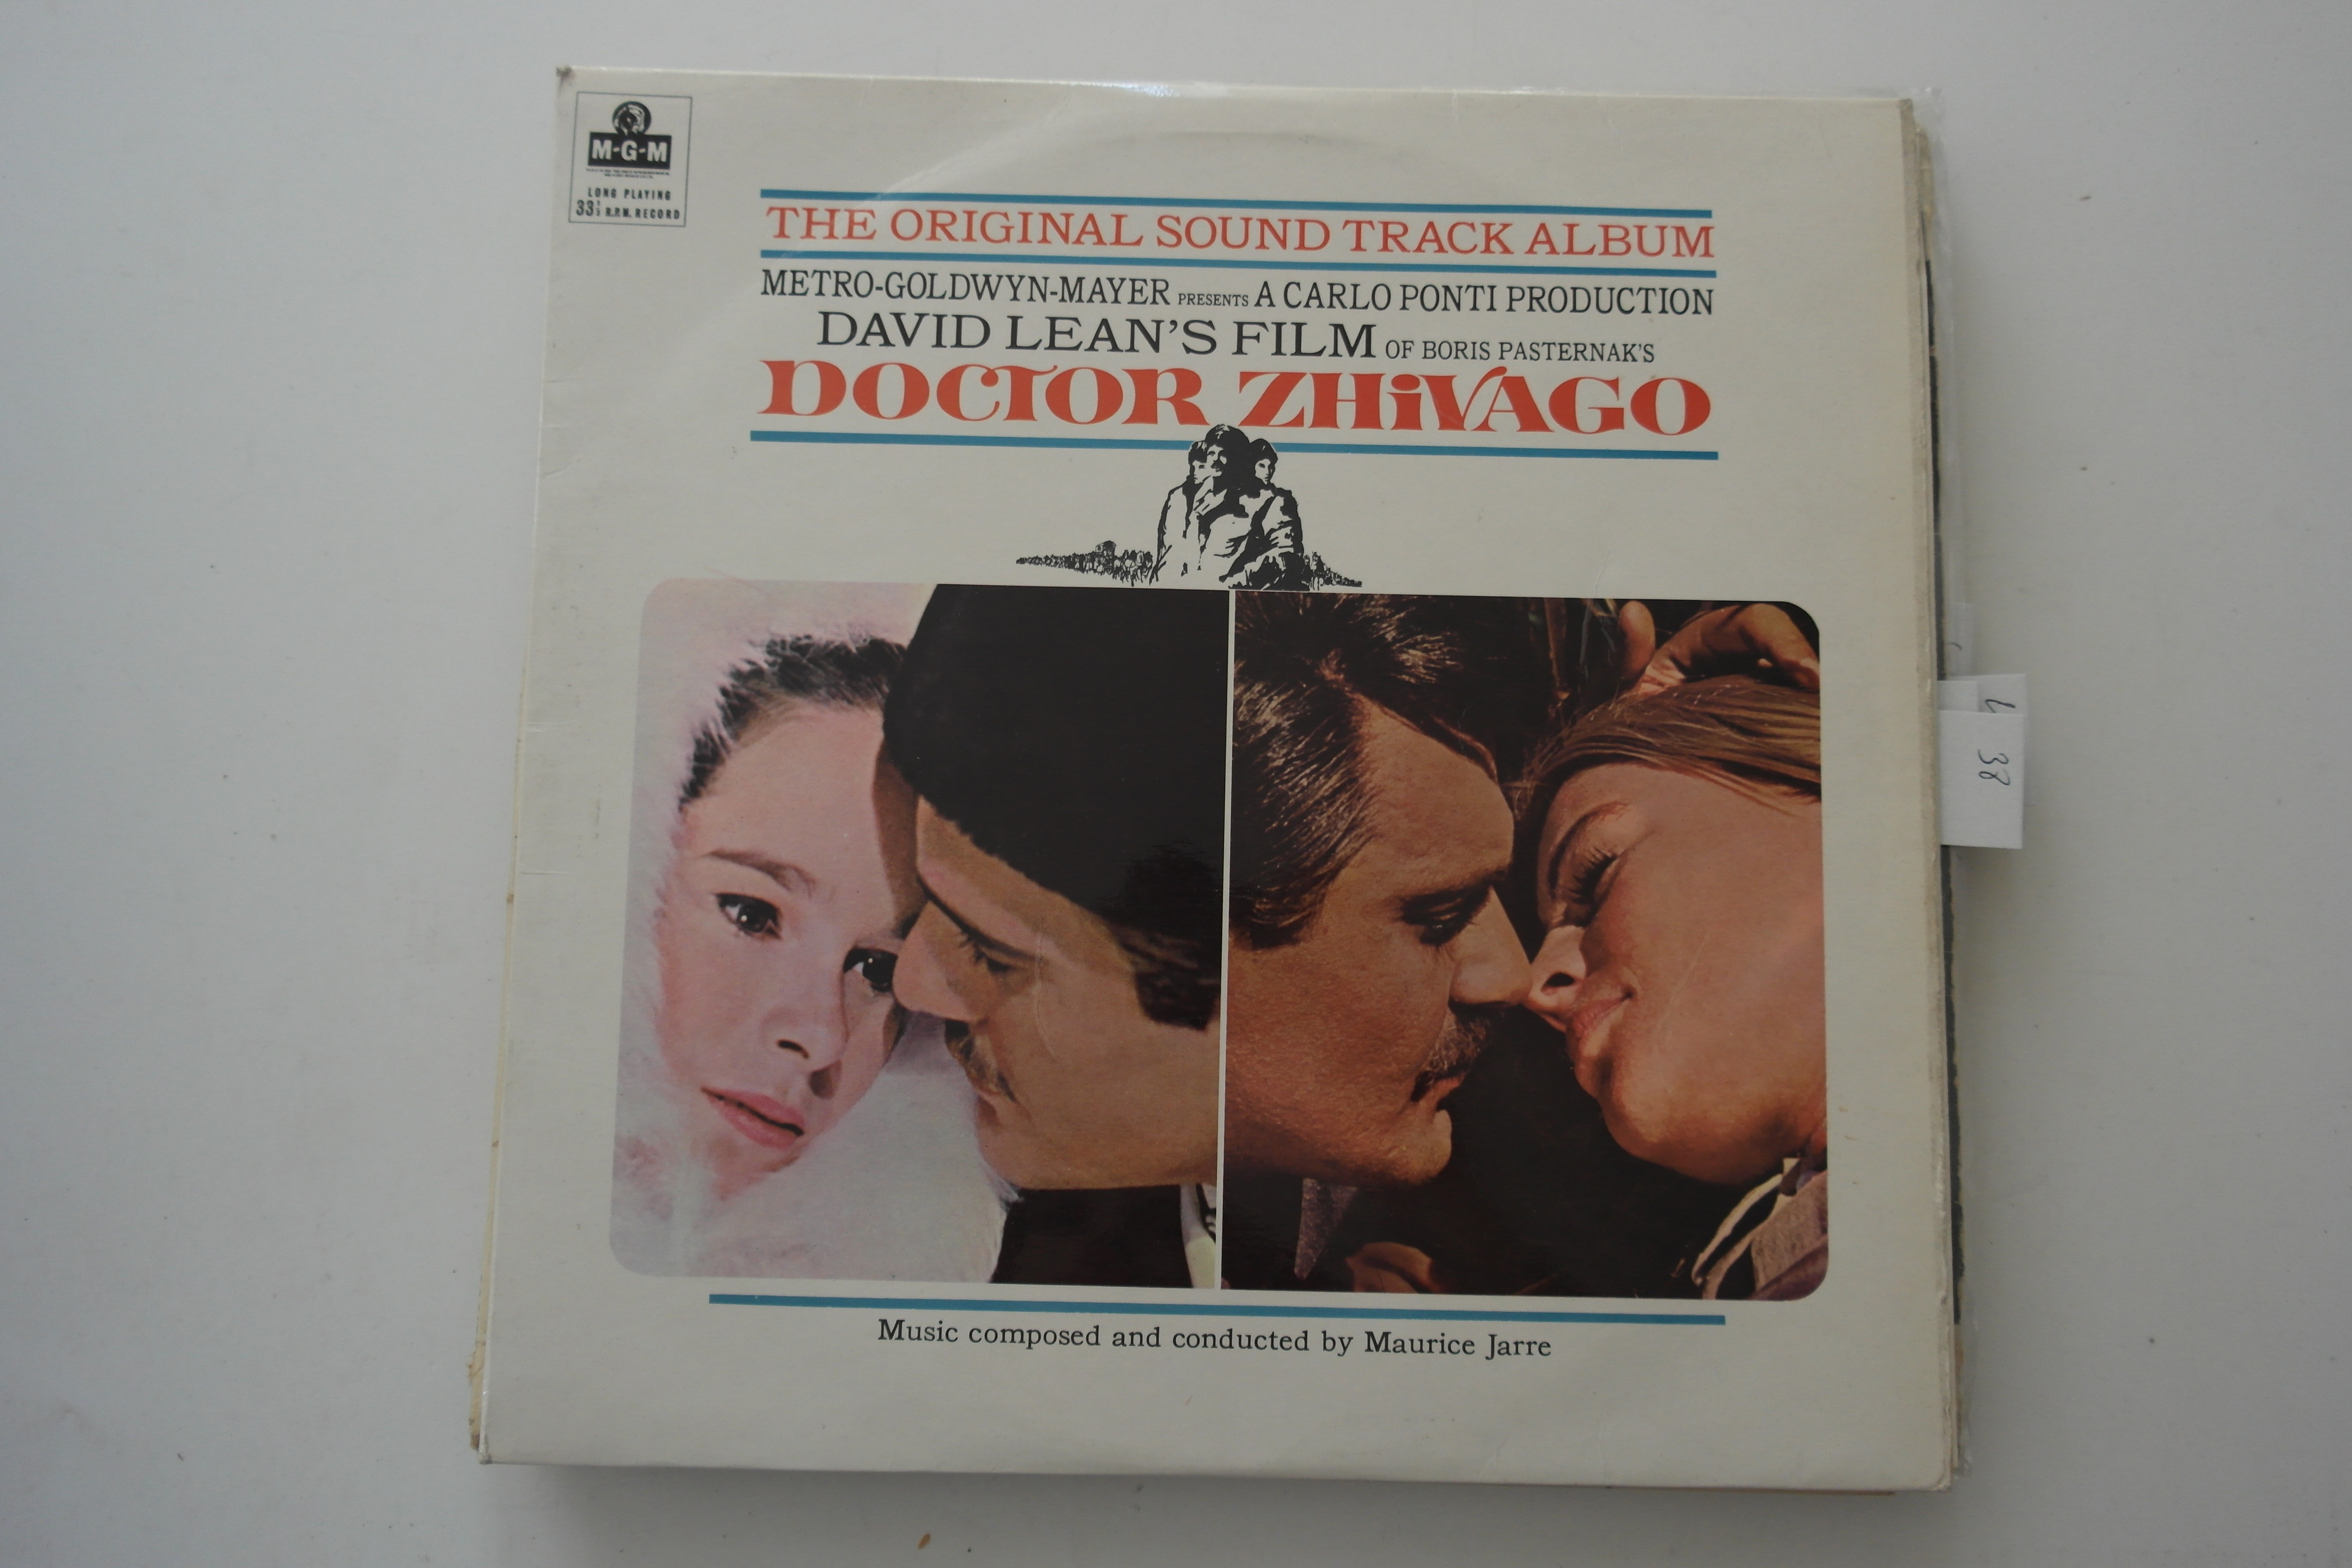 M-G-M
LONG PLAYING
33⅓ R.P.M. RECORD
THE ORIGINAL SOUND TRACK ALBUM
METRO-GOLDWYN-MAYER PRESENTS A CARLO PONTI PRODUCTION
DAVID LEAN'S FILM OF BORIS PASTERNAK'S
DOCTOR ZHiVAGO
Music composed and conducted by Maurice Jarre
38